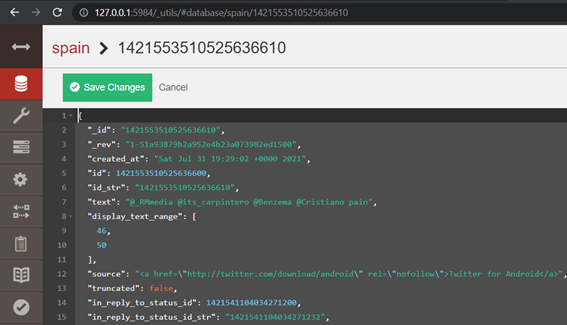 127.0.0.1:5984/_utils/#database/spain/1421553510525636610
spain > 1421553510525636610
Save Changes Cancel
1 {
2 "_id": "1421553510525636610",
3 "_rev": "1-51a93879b2a952e4b23a073982ed1500",
4 "created_at": "Sat Jul 31 19:29:02 +0000 2021",
5 "id": 1421553510525636600,
6 "id_str": "1421553510525636610",
7 "text": "@_RMmedia @its_carpintero @Benzema @Cristiano pain",
8 "display_text_range": [
9 46,
10 50
11 ],
12 "source": "<a href=\"http://twitter.com/download/android\" rel=\"nofollow\">Twitter for Android</a>",
13 "truncated": false,
14 "in_reply_to_status_id": 1421541104034271200,
15 "in_reply_to_status_id_str": "1421541104034271232",